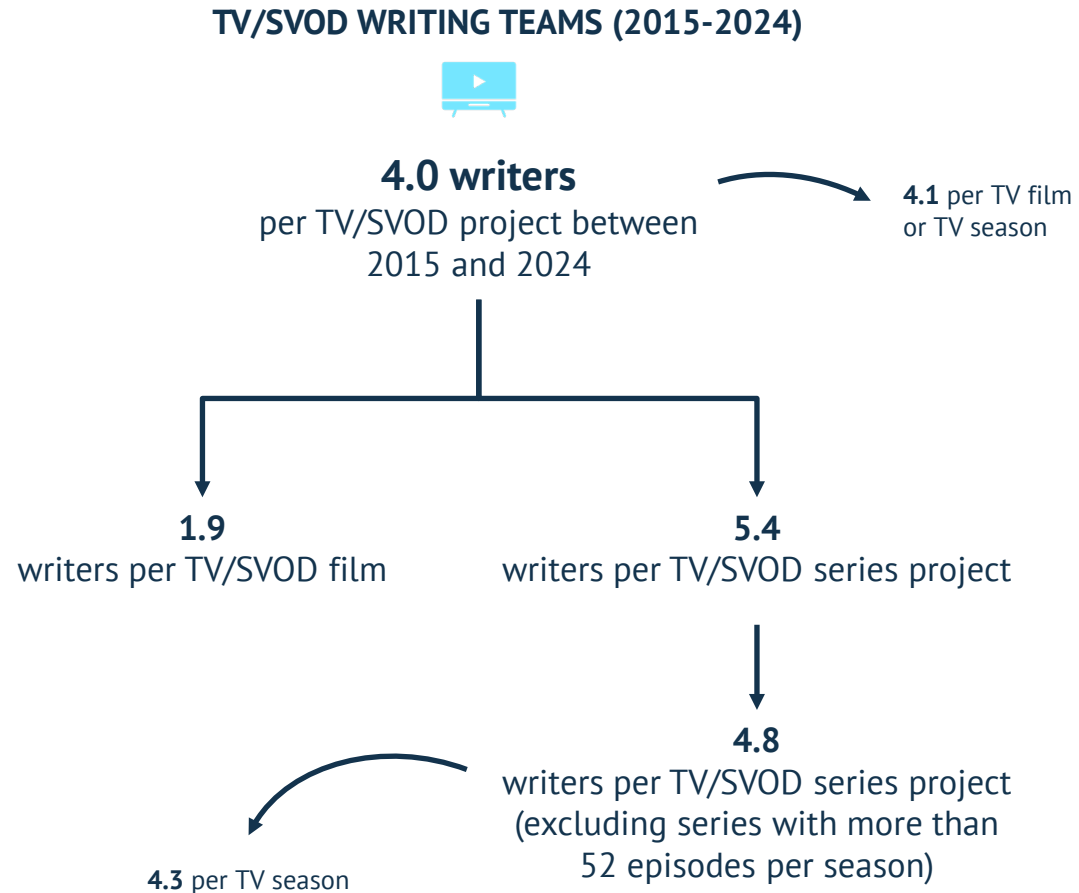 TV/SVOD WRITING TEAMS (2015-2024)
4.0 writers
per TV/SVOD project between
2015 and 2024
4.1 per TV film
or TV season
1.9
writers per TV/SVOD film
5.4
writers per TV/SVOD series project
4.8
writers per TV/SVOD series project
(excluding series with more than
52 episodes per season)
4.3 per TV season